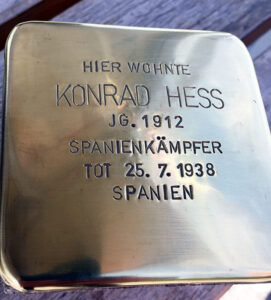 HIER WOHNTE
KONRAD HESS
JG. 1912
SPANIENKÄMPFER
TOT 25. 7. 1938
SPANIEN